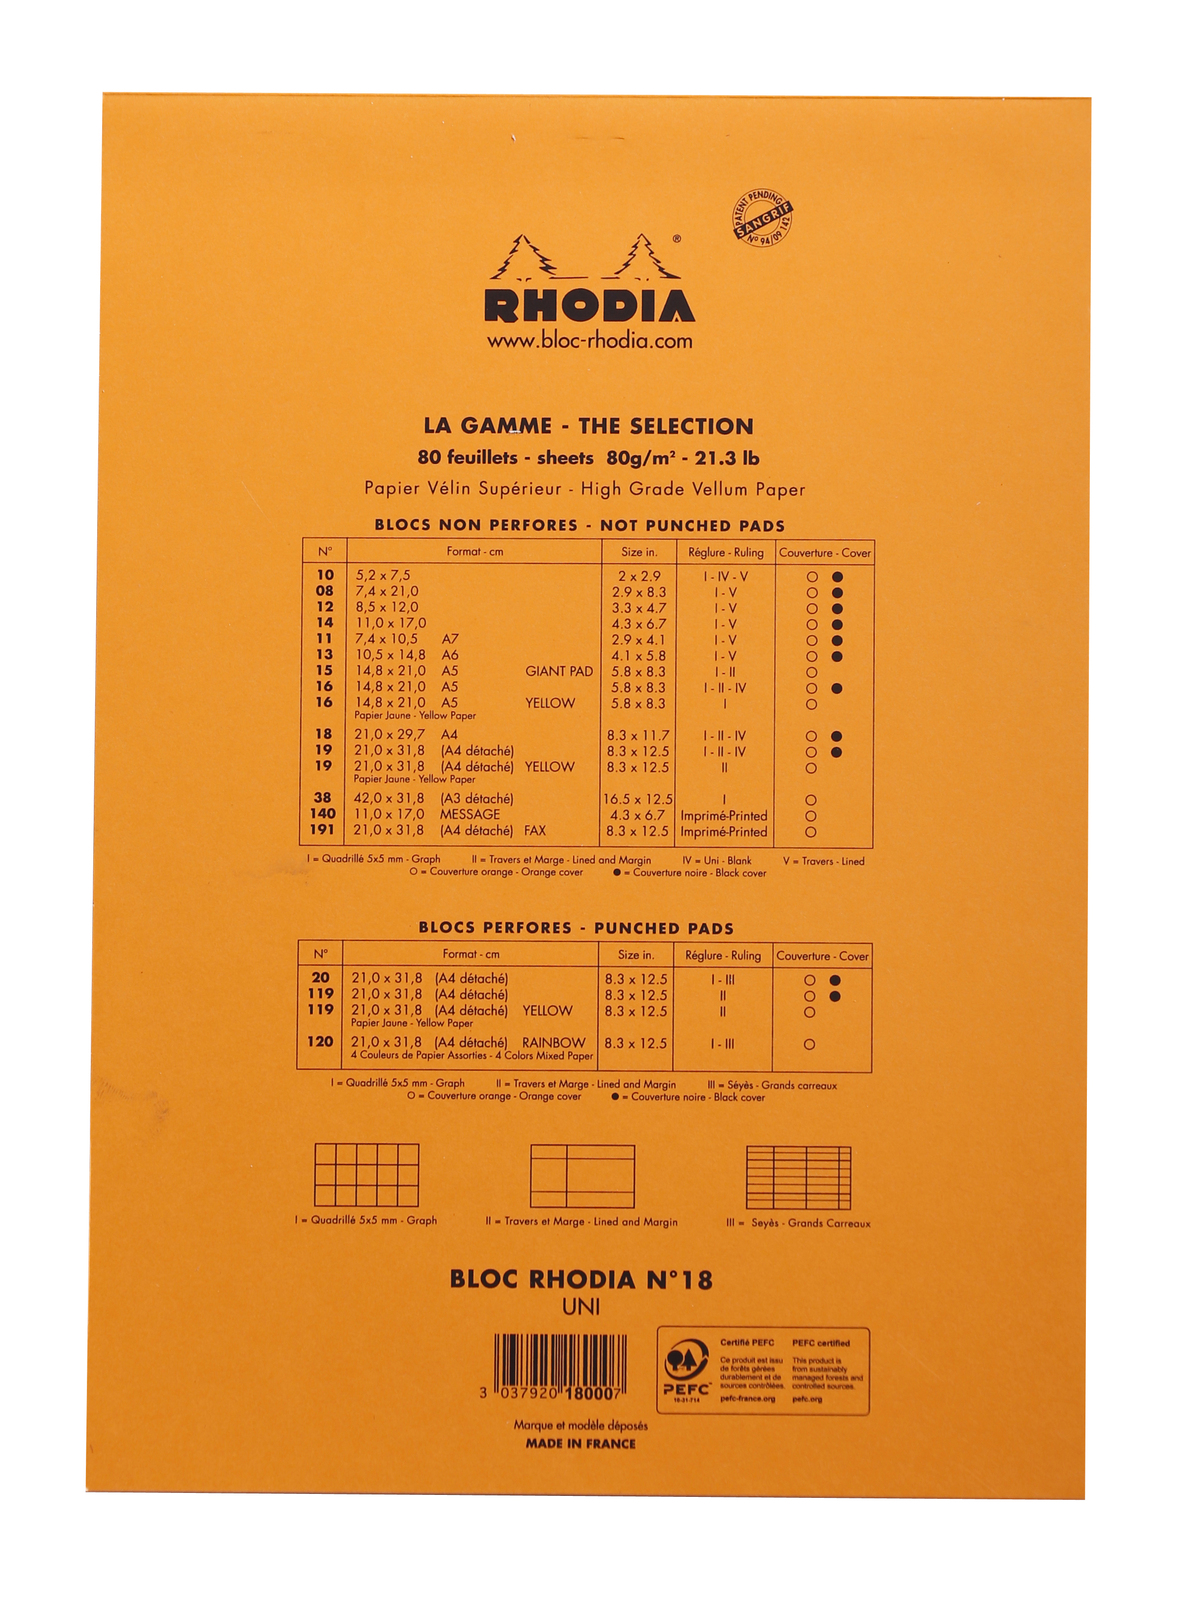 PATENT PENDING
SANGRIF
N° 94/09 142
®
RHODIA
www.bloc-rhodia.com
LA GAMME - THE SELECTION
80 feuillets - sheets 80g/m² - 21.3 lb
Papier Vélin Supérieur - High Grade Vellum Paper
BLOCS NON PERFORES - NOT PUNCHED PADS
N° Format - cm Size in. Réglure - Ruling Couverture - Cover
10 5,2 x 7,5 2 x 2.9 I - IV - V ○ ●
08 7,4 x 21,0 2.9 x 8.3 I - V ○ ●
12 8,5 x 12,0 3.3 x 4.7 I - V ○ ●
14 11,0 x 17,0 4.3 x 6.7 I - V ○ ●
11 7,4 x 10,5 A7 2.9 x 4.1 I - V ○ ●
13 10,5 x 14,8 A6 4.1 x 5.8 I - V ○ ●
15 14,8 x 21,0 A5 GIANT PAD 5.8 x 8.3 I - II ○
16 14,8 x 21,0 A5 5.8 x 8.3 I - II - IV ○ ●
16 14,8 x 21,0 A5 YELLOW 5.8 x 8.3 I ○
Papier Jaune - Yellow Paper
18 21,0 x 29,7 A4 8.3 x 11.7 I - II - IV ○ ●
19 21,0 x 31,8 (A4 détaché) 8.3 x 12.5 I - II - IV ○ ●
19 21,0 x 31,8 (A4 détaché) YELLOW 8.3 x 12.5 II ○
Papier Jaune - Yellow Paper
38 42,0 x 31,8 (A3 détaché) 16.5 x 12.5 I ○
140 11,0 x 17,0 MESSAGE 4.3 x 6.7 Imprimé-Printed ○
191 21,0 x 31,8 (A4 détaché) FAX 8.3 x 12.5 Imprimé-Printed ○
I = Quadrillé 5x5 mm - Graph II = Travers et Marge - Lined and Margin IV = Uni - Blank V = Travers - Lined
○ = Couverture orange - Orange cover ● = Couverture noire - Black cover
BLOCS PERFORES - PUNCHED PADS
N° Format - cm Size in. Réglure - Ruling Couverture - Cover
20 21,0 x 31,8 (A4 détaché) 8.3 x 12.5 I - III ○ ●
119 21,0 x 31,8 (A4 détaché) 8.3 x 12.5 II ○ ●
119 21,0 x 31,8 (A4 détaché) YELLOW 8.3 x 12.5 II ○
Papier Jaune - Yellow Paper
120 21,0 x 31,8 (A4 détaché) RAINBOW 8.3 x 12.5 I - III ○
4 Couleurs de Papier Assorties - 4 Colors Mixed Paper
I = Quadrillé 5x5 mm - Graph II = Travers et Marge - Lined and Margin III = Séyès - Grands carreaux
○ = Couverture orange - Orange cover ● = Couverture noire - Black cover
I = Quadrillé 5x5 mm - Graph II = Travers et Marge - Lined and Margin III = Seyès - Grands Carreaux
BLOC RHODIA N°18
UNI
3 037920 180007
PEFC™
10-31-714
Certifié PEFC
Ce produit est issu
de forêts gérées
durablement et de
sources contrôlées.
pefc-france.org
PEFC certified
This product is
from sustainably
managed forests and
controlled sources.
pefc.org
Marque et modèle déposés
MADE IN FRANCE